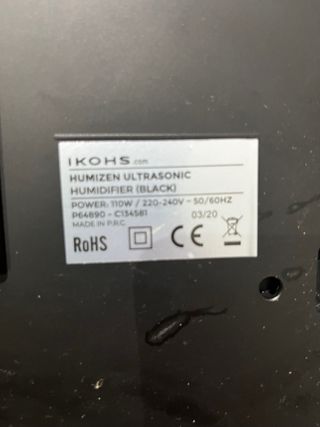 IKOHS.com
HUMIZEN ULTRASONIC
HUMIDIFIER (BLACK)
POWER: 110W / 220-240V ~ 50/60HZ
P64890 - C134581 03/20
MADE IN P.R.C
RoHS CE